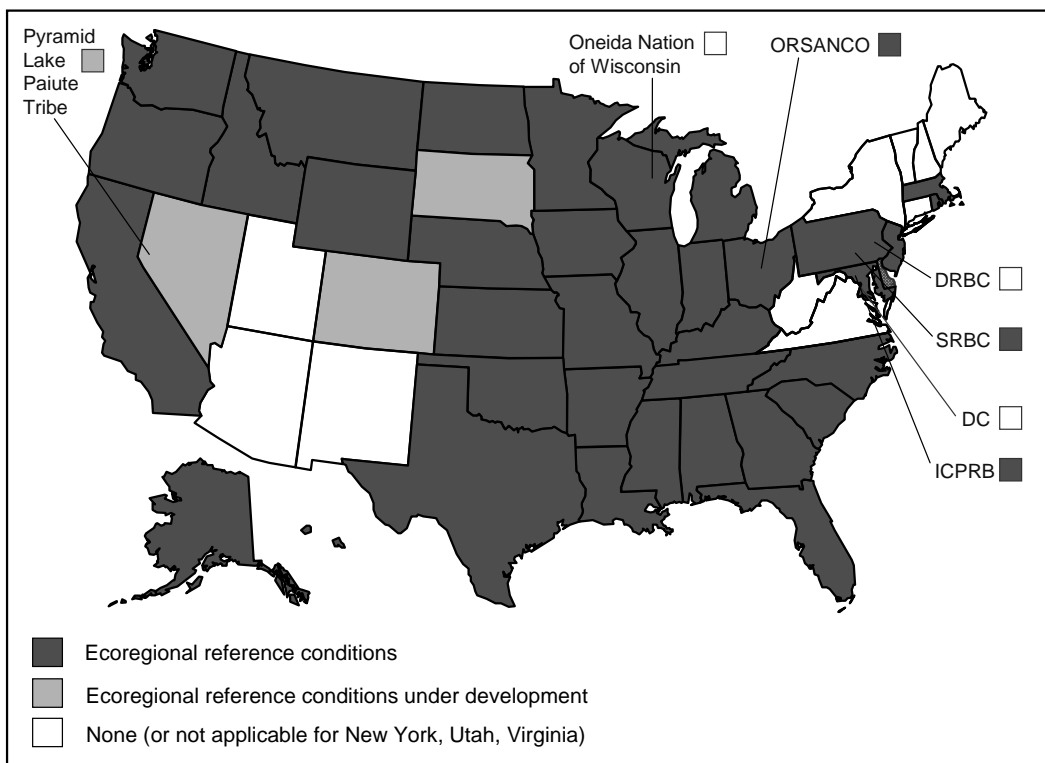 Pyramid
Lake
Paiute
Tribe
Oneida Nation
of Wisconsin
ORSANCO
DRBC
SRBC
DC
ICPRB
Ecoregional reference conditions
Ecoregional reference conditions under development
None (or not applicable for New York, Utah, Virginia)